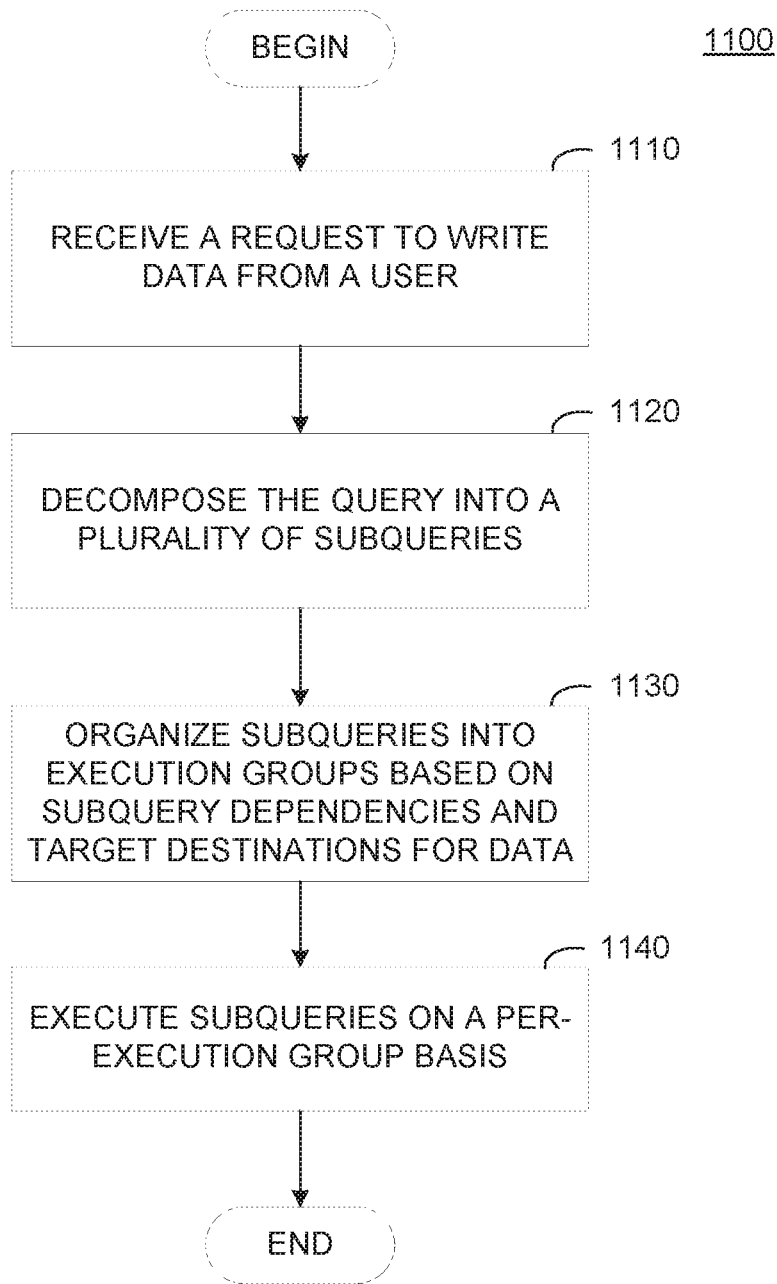 BEGIN
1100
1110
RECEIVE A REQUEST TO WRITE
DATA FROM A USER
1120
DECOMPOSE THE QUERY INTO A
PLURALITY OF SUBQUERIES
1130
ORGANIZE SUBQUERIES INTO
EXECUTION GROUPS BASED ON
SUBQUERY DEPENDENCIES AND
TARGET DESTINATIONS FOR DATA
1140
EXECUTE SUBQUERIES ON A PER-
EXECUTION GROUP BASIS
END